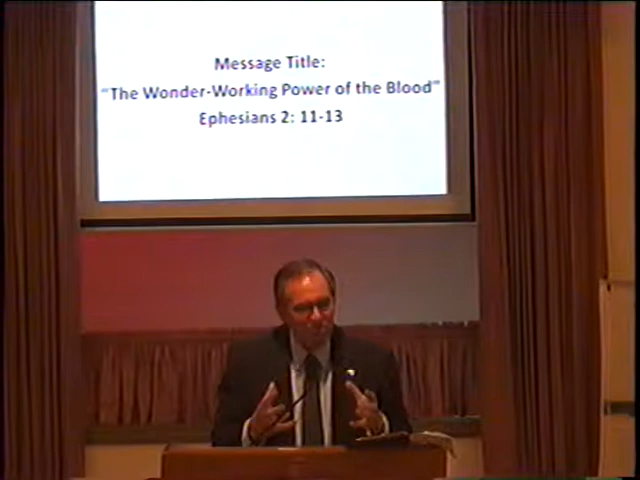 Message Title:
"The Wonder-Working Power of the Blood"
Ephesians 2: 11-13